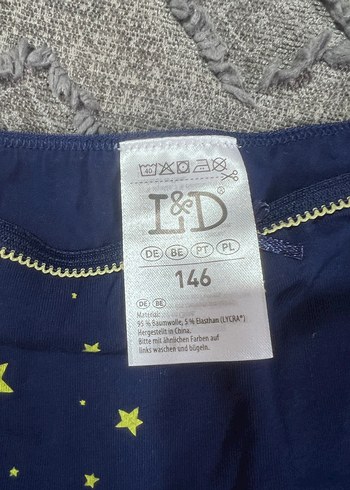 40
L&D
DE BE PT PL
146
DE BE
Material:
95 % Baumwolle, 5 % Elasthan (LYCRA®)
Hergestellt in China.
Bitte mit ähnlichen Farben auf
links waschen und bügeln.